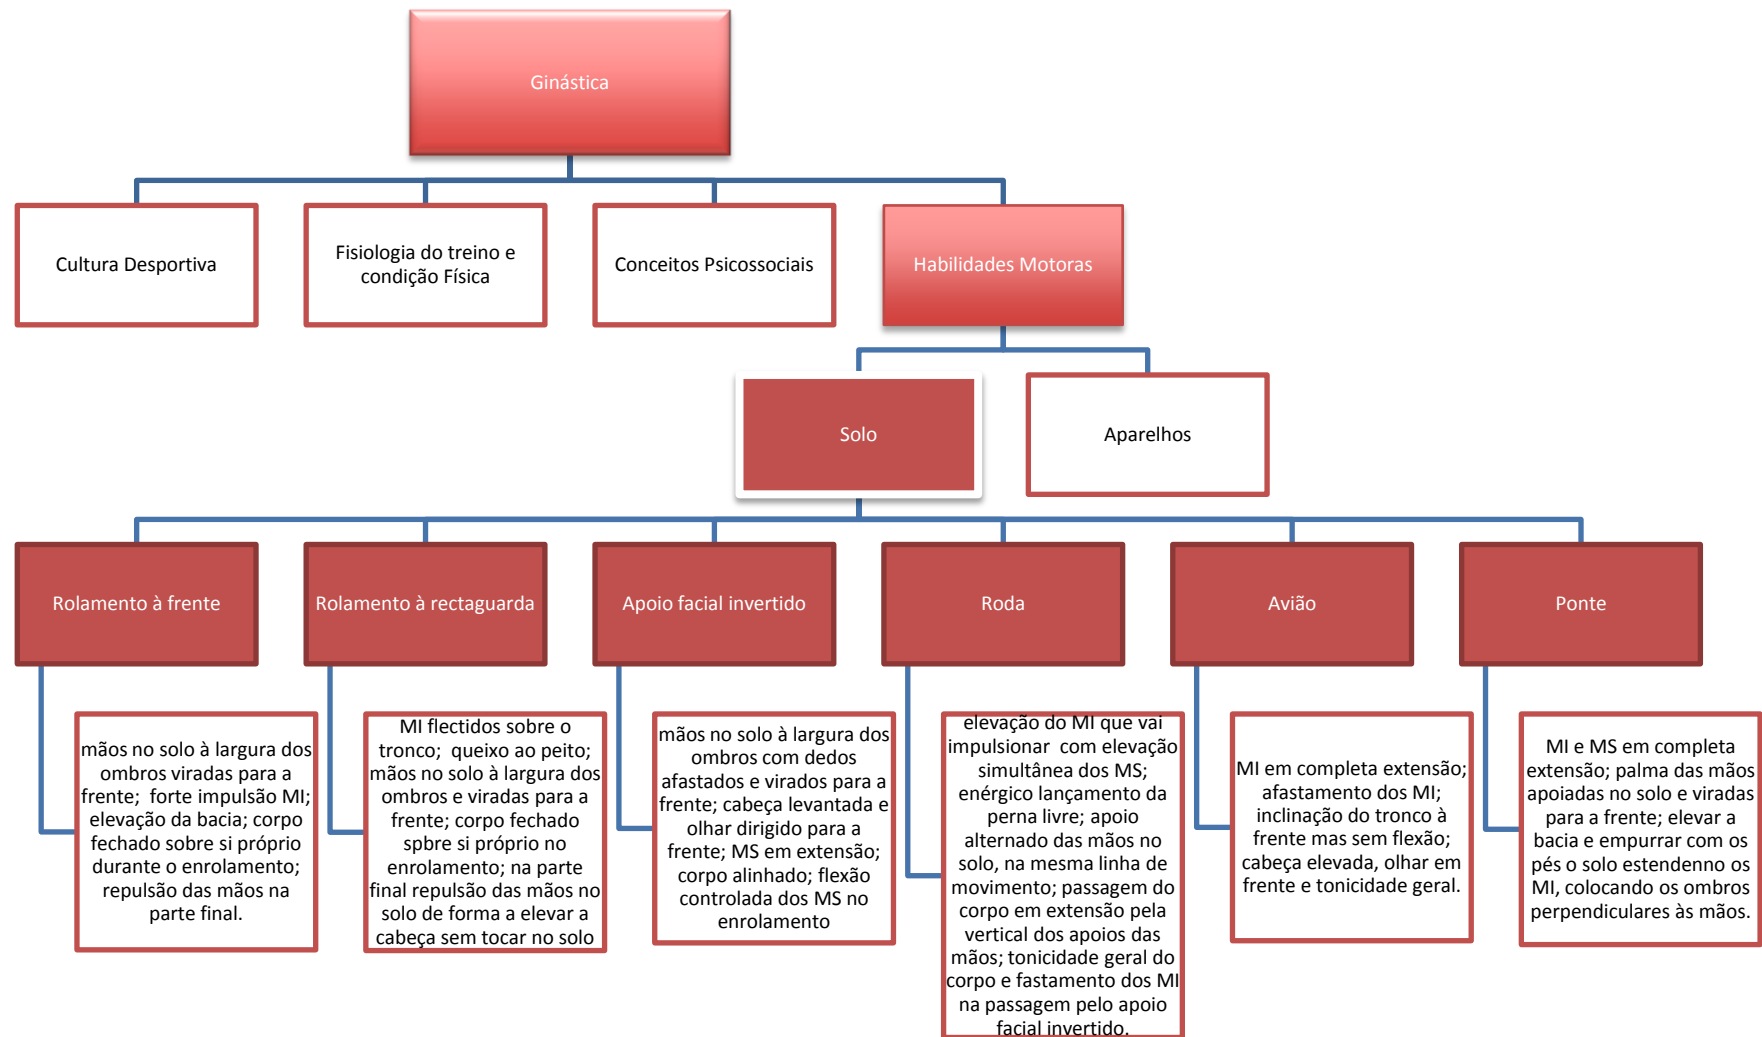 Ginástica
Cultura Desportiva
Fisiologia do treino e
condição Física
Conceitos Psicossociais
Habilidades Motoras
Solo
Aparelhos
Rolamento à frente
Rolamento à rectaguarda
Apoio facial invertido
Roda
Avião
Ponte
mãos no solo à largura dos
ombros viradas para a
frente; forte impulsão MI;
elevação da bacia; corpo
fechado sobre si próprio
durante o enrolamento;
repulsão das mãos na
parte final.
MI flectidos sobre o
tronco; queixo ao peito;
mãos no solo à largura dos
ombros e viradas para a
frente; corpo fechado
spbre si próprio no
enrolamento; na parte
final repulsão das mãos no
solo de forma a elevar a
cabeça sem tocar no solo
mãos no solo à largura dos
ombros com dedos
afastados e virados para a
frente; cabeça levantada e
olhar dirigido para a
frente; MS em extensão;
corpo alinhado; flexão
controlada dos MS no
enrolamento
elevação do MI que vai
impulsionar com elevação
simultânea dos MS;
enérgico lançamento da
perna livre; apoio
alternado das mãos no
solo, na mesma linha de
movimento; passagem do
corpo em extensão pela
vertical dos apoios das
mãos; tonicidade geral do
corpo e fastamento dos MI
na passagem pelo apoio
facial invertido.
MI em completa extensão;
afastamento dos MI;
inclinação do tronco à
frente mas sem flexão;
cabeça elevada, olhar em
frente e tonicidade geral.
MI e MS em completa
extensão; palma das mãos
apoiadas no solo e viradas
para a frente; elevar a
bacia e empurrar com os
pés o solo estendenno os
MI, colocando os ombros
perpendiculares às mãos.